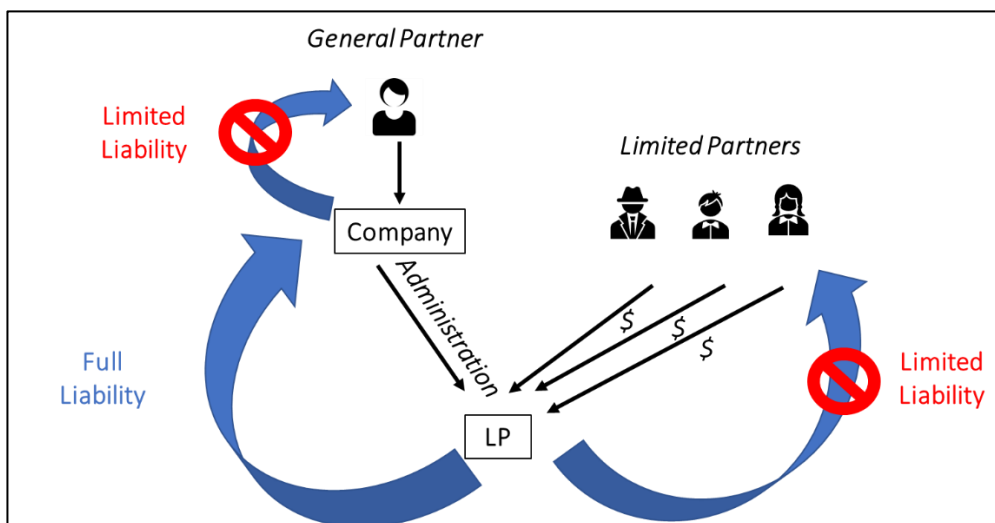 General Partner
Limited
Liability
Limited Partners
Company
Administration
$
$
$
Full
Liability
Limited
Liability
LP